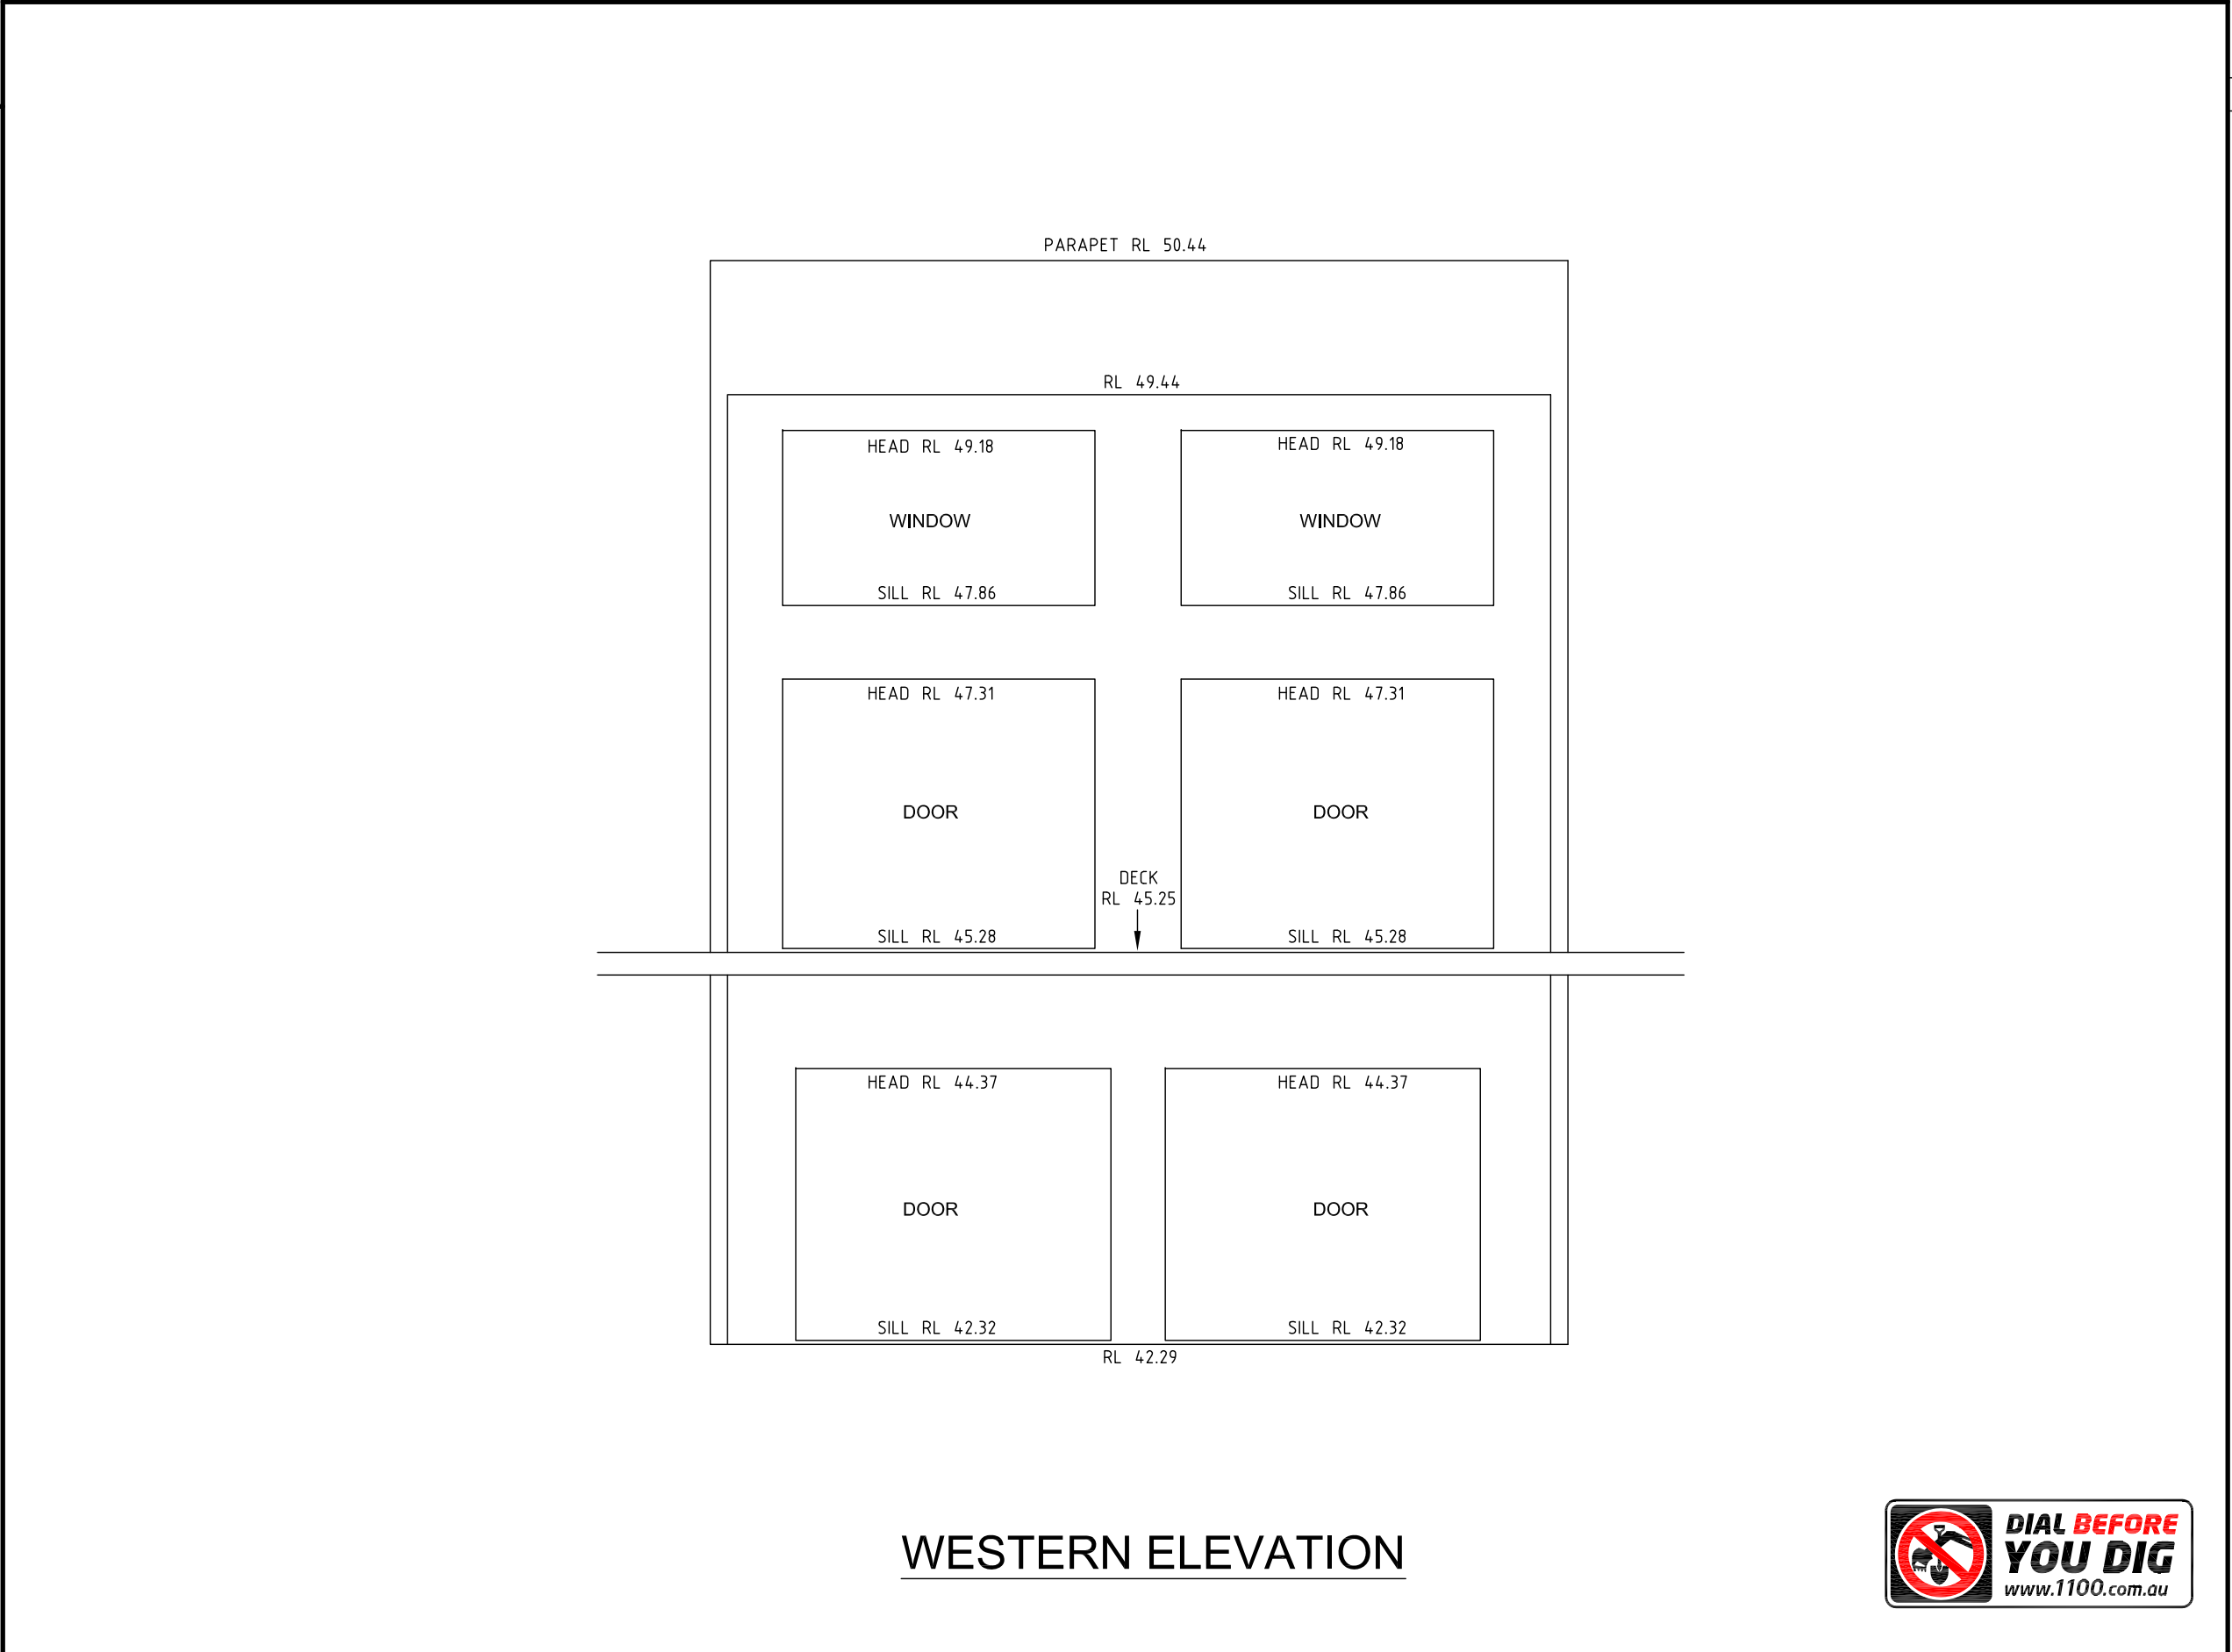 PARAPET RL 50.44
RL 49.44
HEAD RL 49.18
HEAD RL 49.18
WINDOW
WINDOW
SILL RL 47.86
SILL RL 47.86
HEAD RL 47.31
HEAD RL 47.31
DOOR
DOOR
DECK
RL 45.25
SILL RL 45.28
SILL RL 45.28
HEAD RL 44.37
HEAD RL 44.37
DOOR
DOOR
SILL RL 42.32
SILL RL 42.32
RL 42.29
WESTERN ELEVATION
DIAL BEFORE
YOU DIG
www.1100.com.au